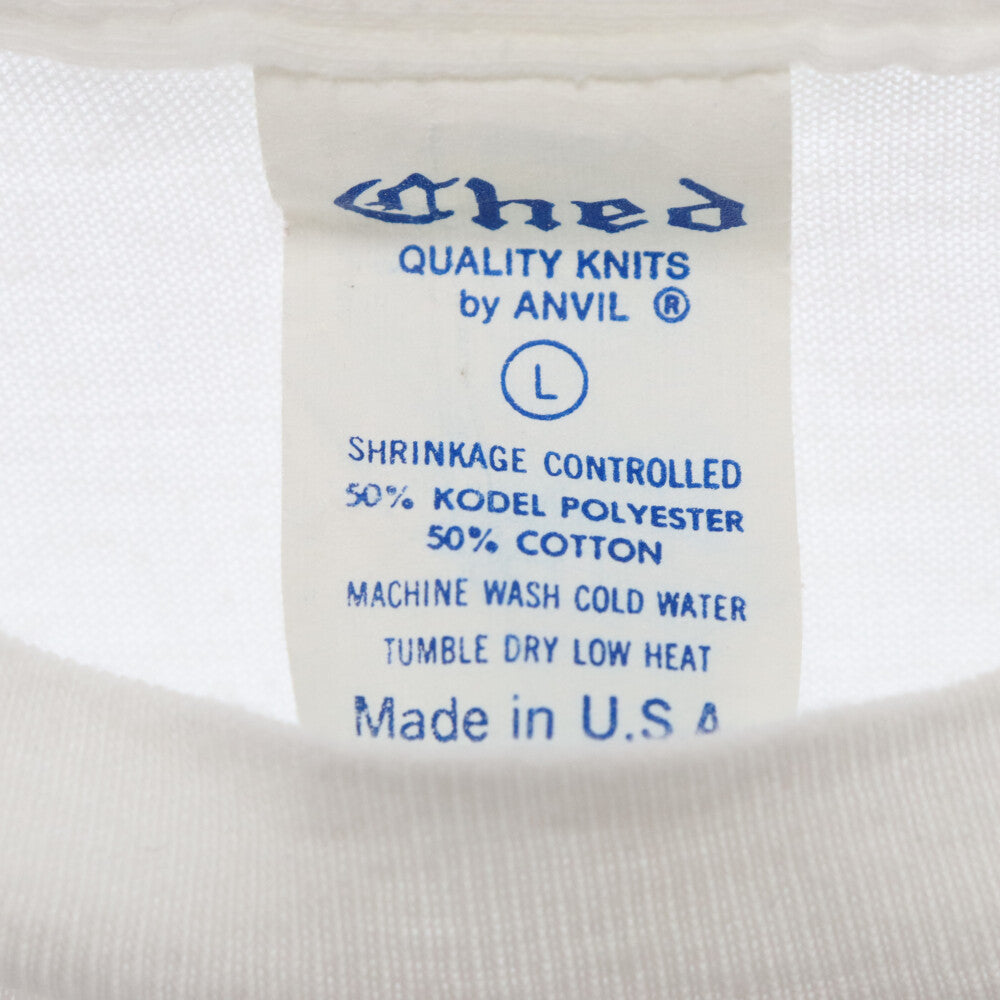 Ched
QUALITY KNITS
by ANVIL ®
L
SHRINKAGE CONTROLLED
50% KODEL POLYESTER
50% COTTON
MACHINE WASH COLD WATER
TUMBLE DRY LOW HEAT
Made in U.S.A